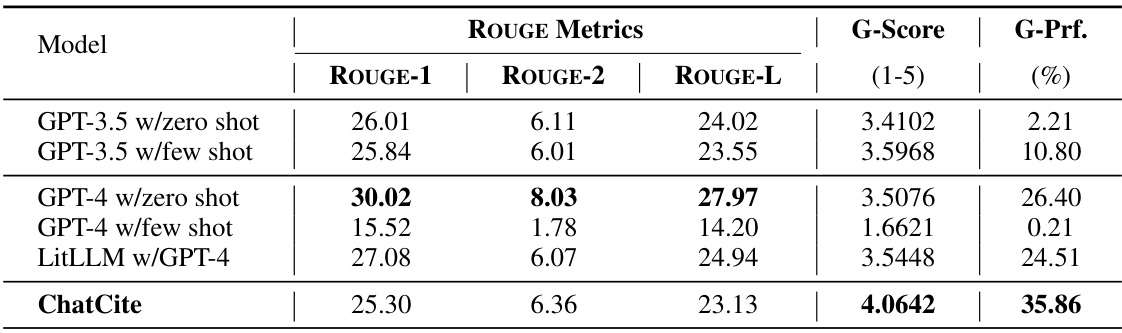 Model ROUGE Metrics G-Score G-Prf.
ROUGE-1 ROUGE-2 ROUGE-L (1-5) (%)
GPT-3.5 w/zero shot 26.01 6.11 24.02 3.4102 2.21
GPT-3.5 w/few shot 25.84 6.01 23.55 3.5968 10.80
GPT-4 w/zero shot 30.02 8.03 27.97 3.5076 26.40
GPT-4 w/few shot 15.52 1.78 14.20 1.6621 0.21
LitLLM w/GPT-4 27.08 6.07 24.94 3.5448 24.51
ChatCite 25.30 6.36 23.13 4.0642 35.86